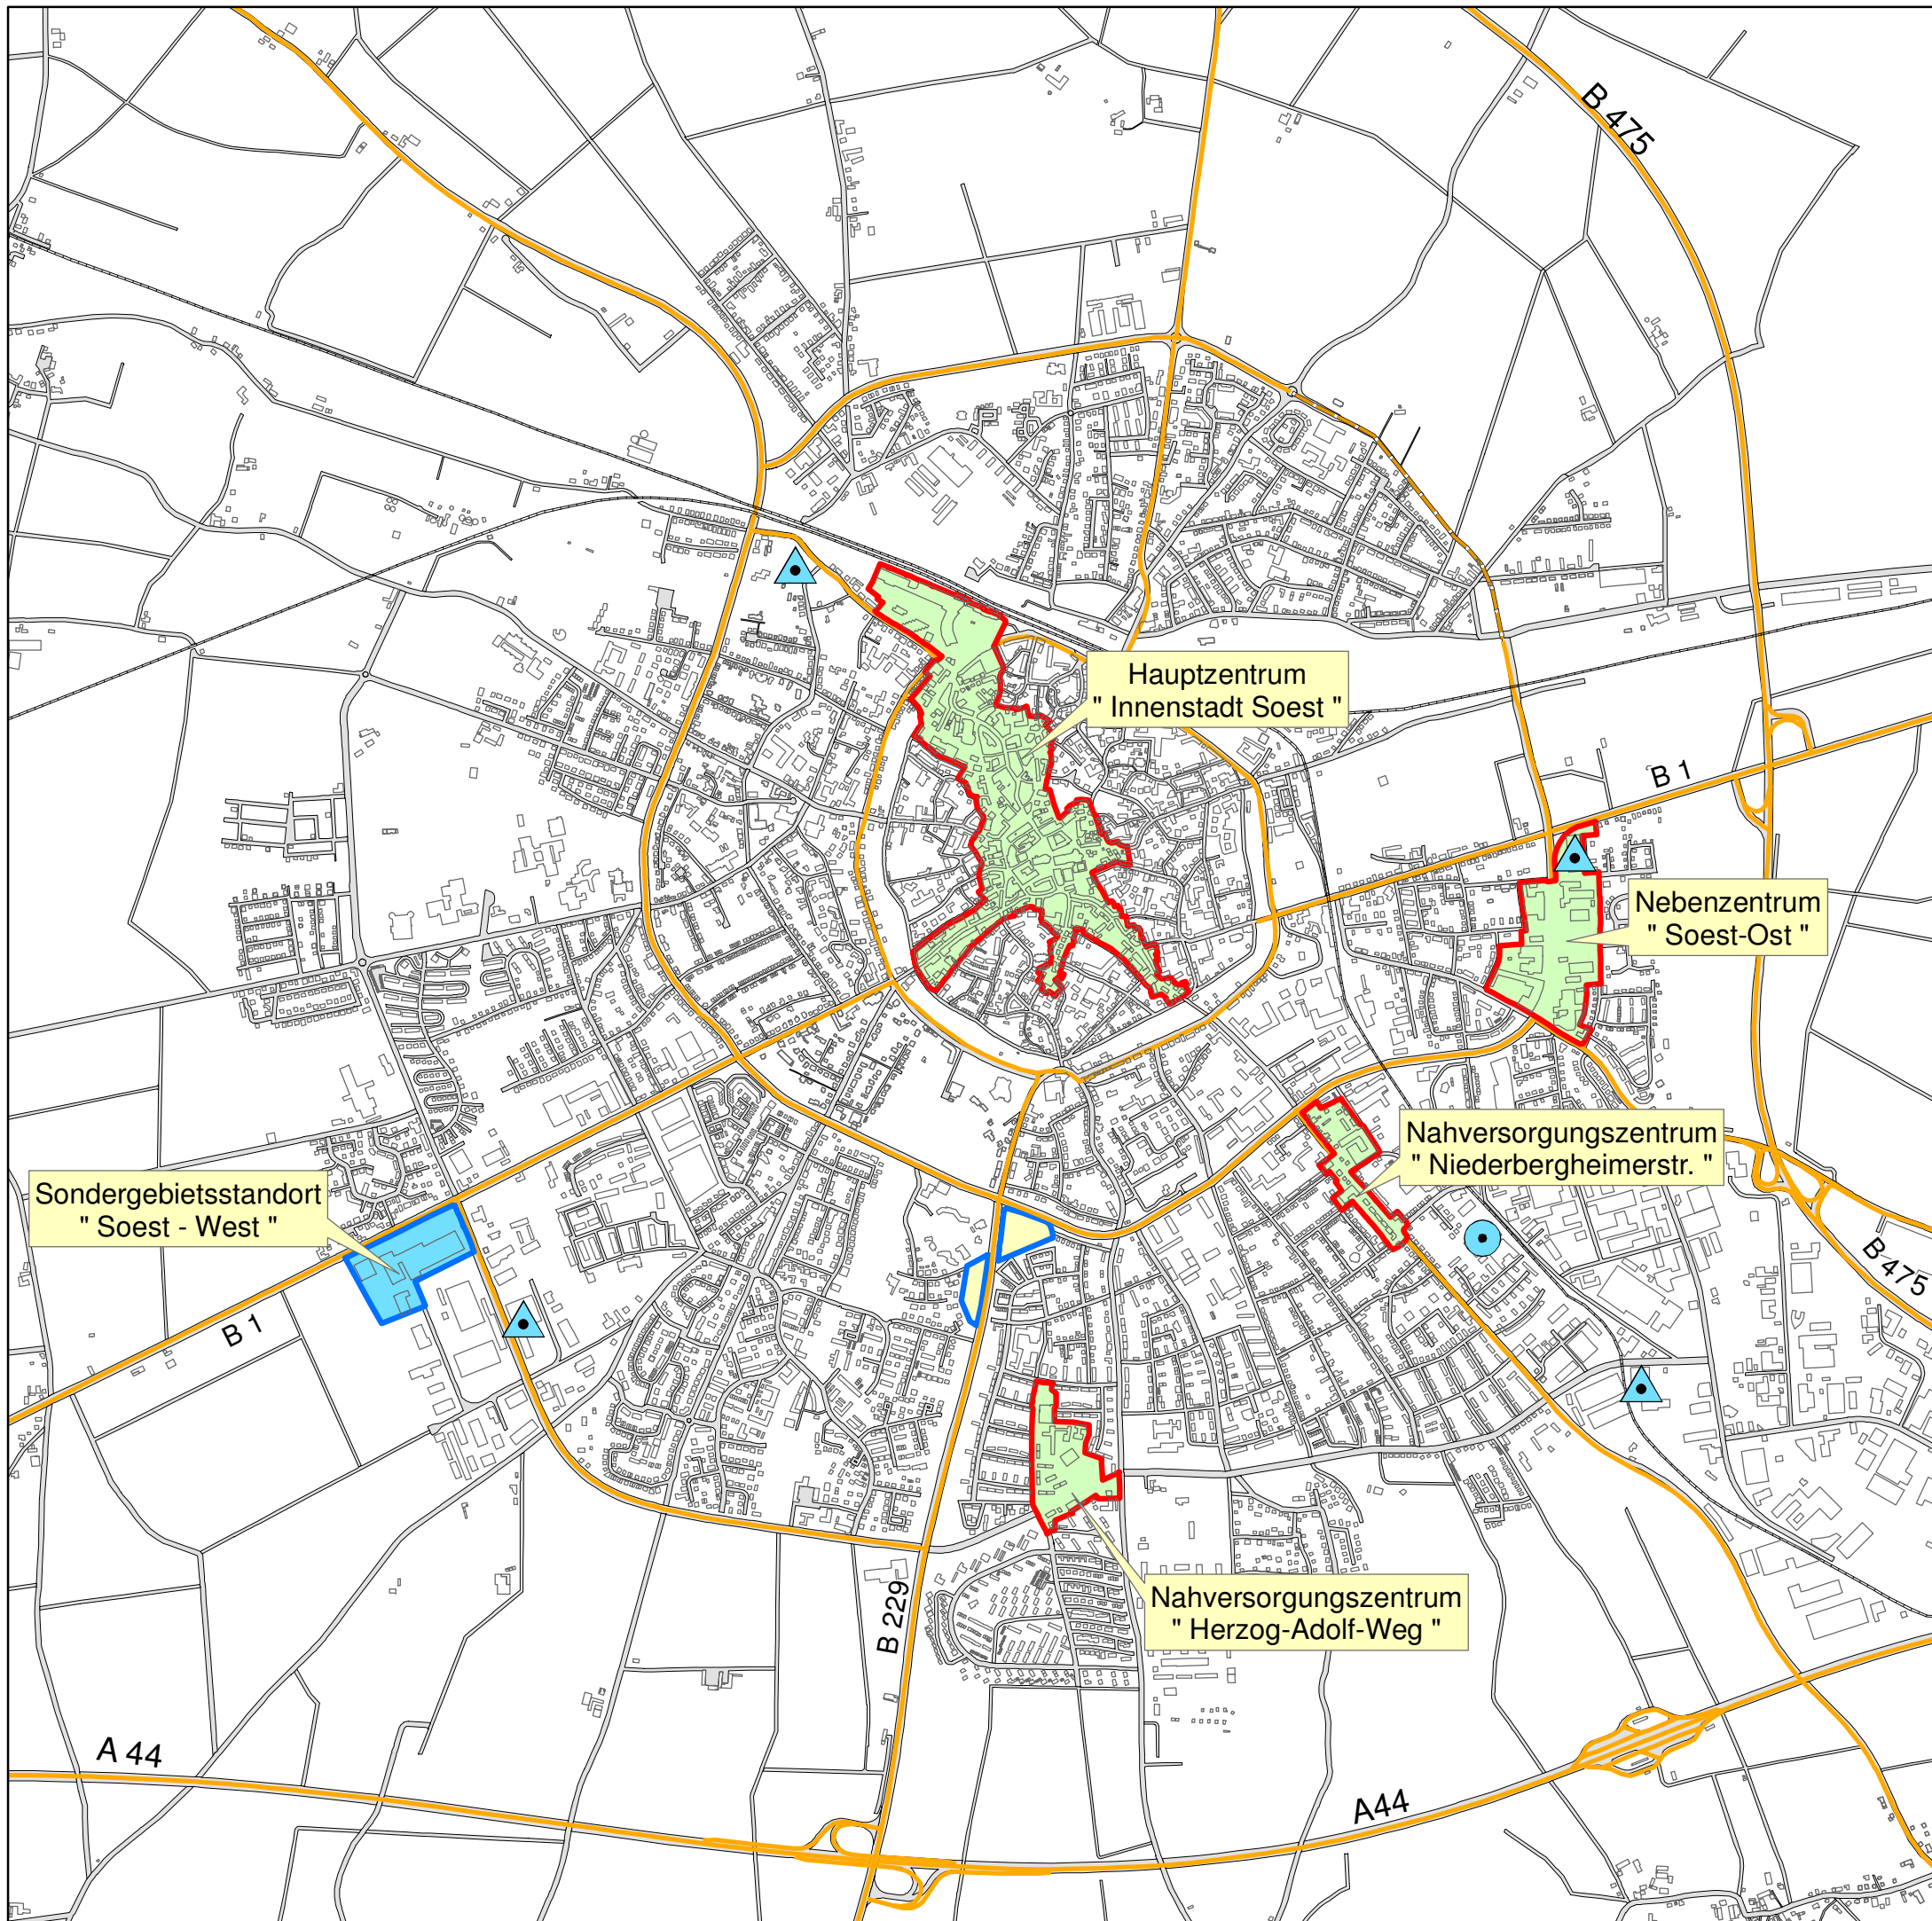 B 475
Hauptzentrum
" Innenstadt Soest "
B 1
Nebenzentrum
" Soest-Ost "
Nahversorgungszentrum
" Niederbergheimerstr. "
Sondergebietsstandort
" Soest - West "
B 475
B 1
Nahversorgungszentrum
" Herzog-Adolf-Weg "
B 229
A 44
A44